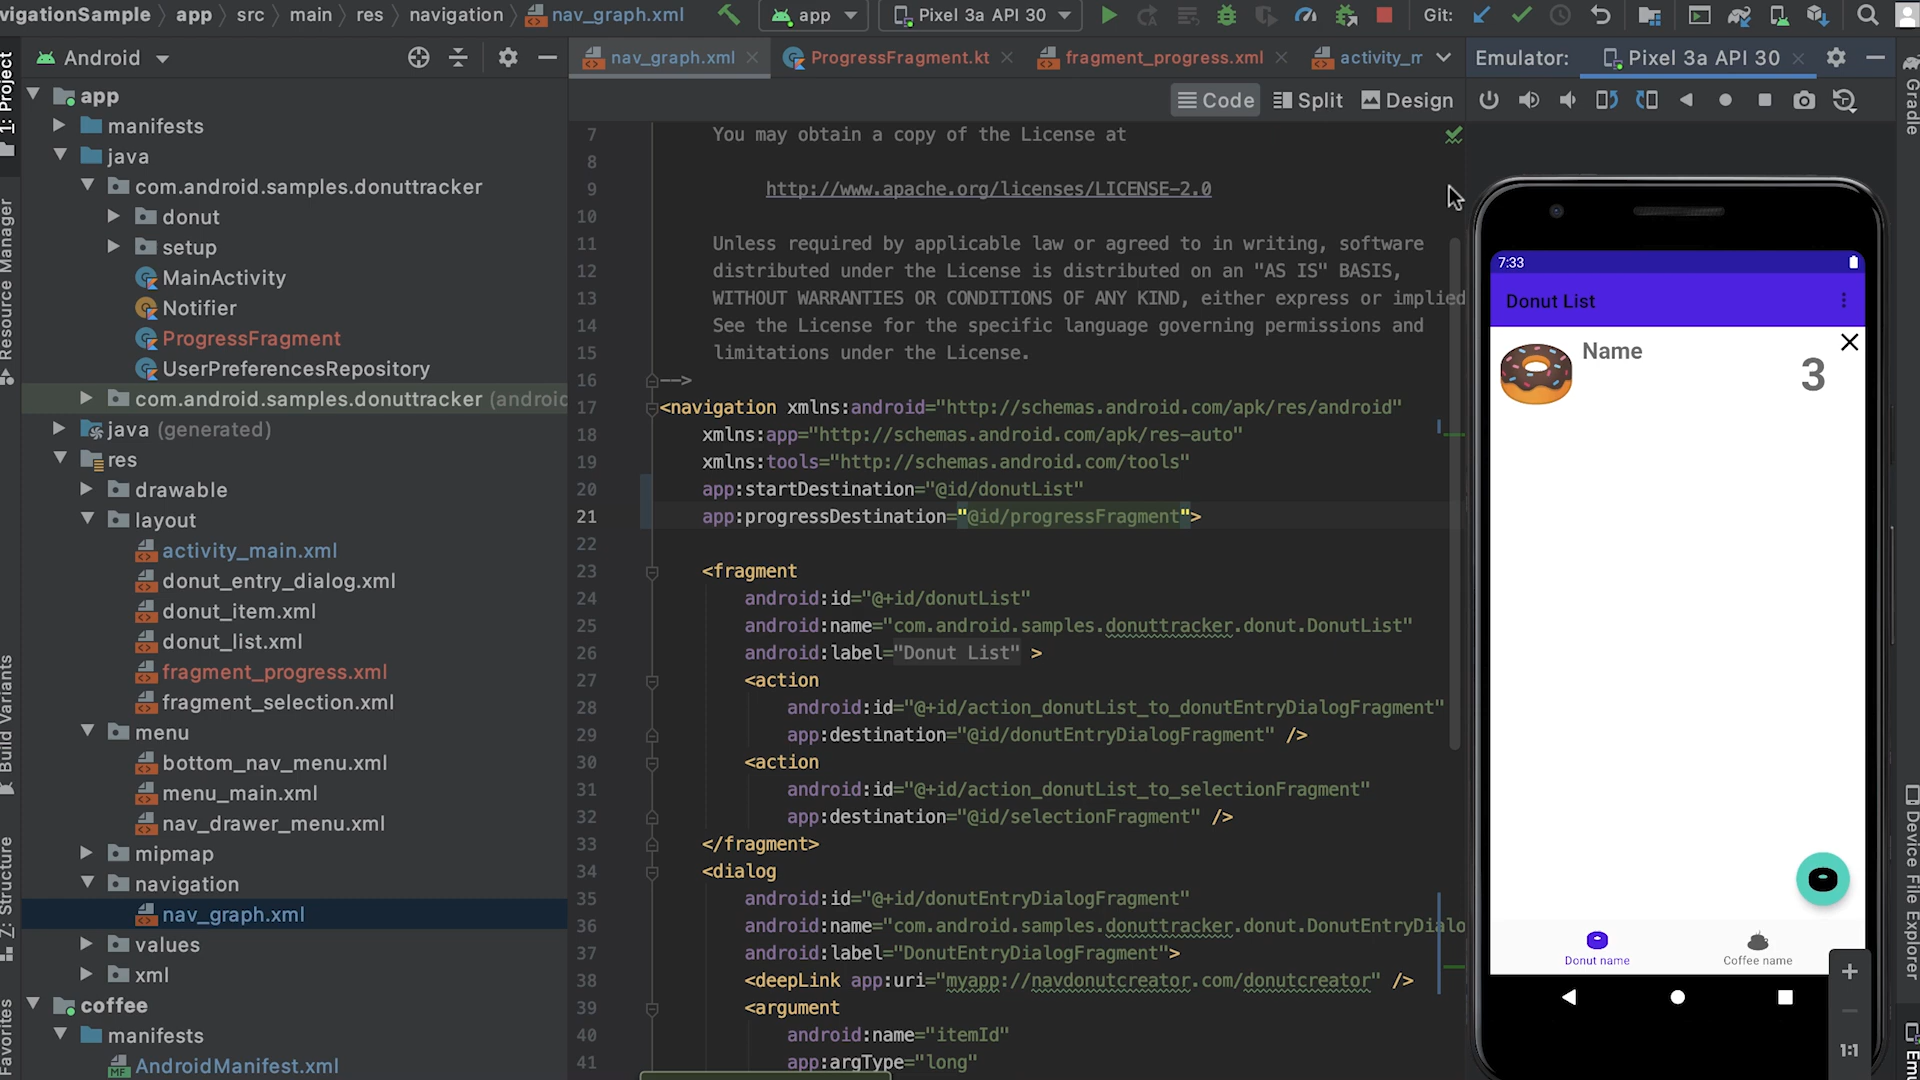 vigationSample
app
src
main
res
navigation
nav_graph.xml
app
Pixel 3a API 30
Git:
1: Project
Resource Manager
Build Variants
Z: Structure
Favorites
Android
app
manifests
java
com.android.samples.donuttracker
donut
setup
MainActivity
Notifier
ProgressFragment
UserPreferencesRepository
com.android.samples.donuttracker (androic
java (generated)
res
drawable
layout
activity_main.xml
donut_entry_dialog.xml
donut_item.xml
donut_list.xml
fragment_progress.xml
fragment_selection.xml
menu
bottom_nav_menu.xml
menu_main.xml
nav_drawer_menu.xml
mipmap
navigation
nav_graph.xml
values
xml
coffee
manifests
MF AndroidManifest.xml
nav_graph.xml
ProgressFragment.kt
fragment_progress.xml
activity_m
Code
Split
Design
7 You may obtain a copy of the License at
8
9 http://www.apache.org/licenses/LICENSE-2.0
10
11 Unless required by applicable law or agreed to in writing, software
12 distributed under the License is distributed on an "AS IS" BASIS,
13 WITHOUT WARRANTIES OR CONDITIONS OF ANY KIND, either express or implied
14 See the License for the specific language governing permissions and
15 limitations under the License.
16 -->
17 <navigation xmlns:android="http://schemas.android.com/apk/res/android"
18 xmlns:app="http://schemas.android.com/apk/res-auto"
19 xmlns:tools="http://schemas.android.com/tools"
20 app:startDestination="@id/donutList"
21 app:progressDestination="@id/progressFragment">
22
23 <fragment
24 android:id="@+id/donutList"
25 android:name="com.android.samples.donuttracker.donut.DonutList"
26 android:label="Donut List" >
27 <action
28 android:id="@+id/action_donutList_to_donutEntryDialogFragment"
29 app:destination="@id/donutEntryDialogFragment" />
30 <action
31 android:id="@+id/action_donutList_to_selectionFragment"
32 app:destination="@id/selectionFragment" />
33 </fragment>
34 <dialog
35 android:id="@+id/donutEntryDialogFragment"
36 android:name="com.android.samples.donuttracker.donut.DonutEntryDialo
37 android:label="DonutEntryDialogFragment">
38 <deepLink app:uri="myapp://navdonutcreator.com/donutcreator" />
39 <argument
40 android:name="itemId"
41 app:argType="long"
Emulator:
Pixel 3a API 30
7:33
Donut List
Name
3
Donut name
Coffee name
1:1
Gradle
Device File Explorer
Emu